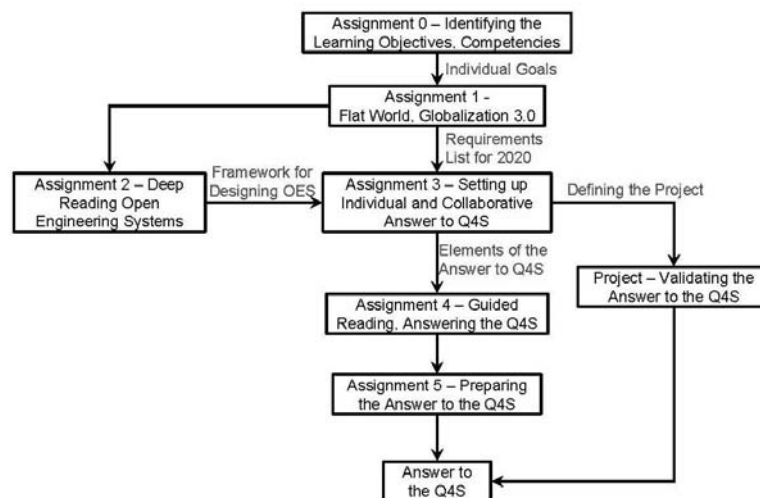 Assignment 0 – Identifying the
Learning Objectives, Competencies
Individual Goals
Assignment 1 -
Flat World, Globalization 3.0
Requirements
List for 2020
Assignment 2 – Deep
Reading Open
Engineering Systems
Framework for
Designing OES
Assignment 3 – Setting up
Individual and Collaborative
Answer to Q4S
Defining the Project
Elements of the
Answer to Q4S
Project – Validating the
Answer to the Q4S
Assignment 4 – Guided
Reading, Answering the Q4S
Assignment 5 – Preparing
the Answer to the Q4S
Answer to
the Q4S